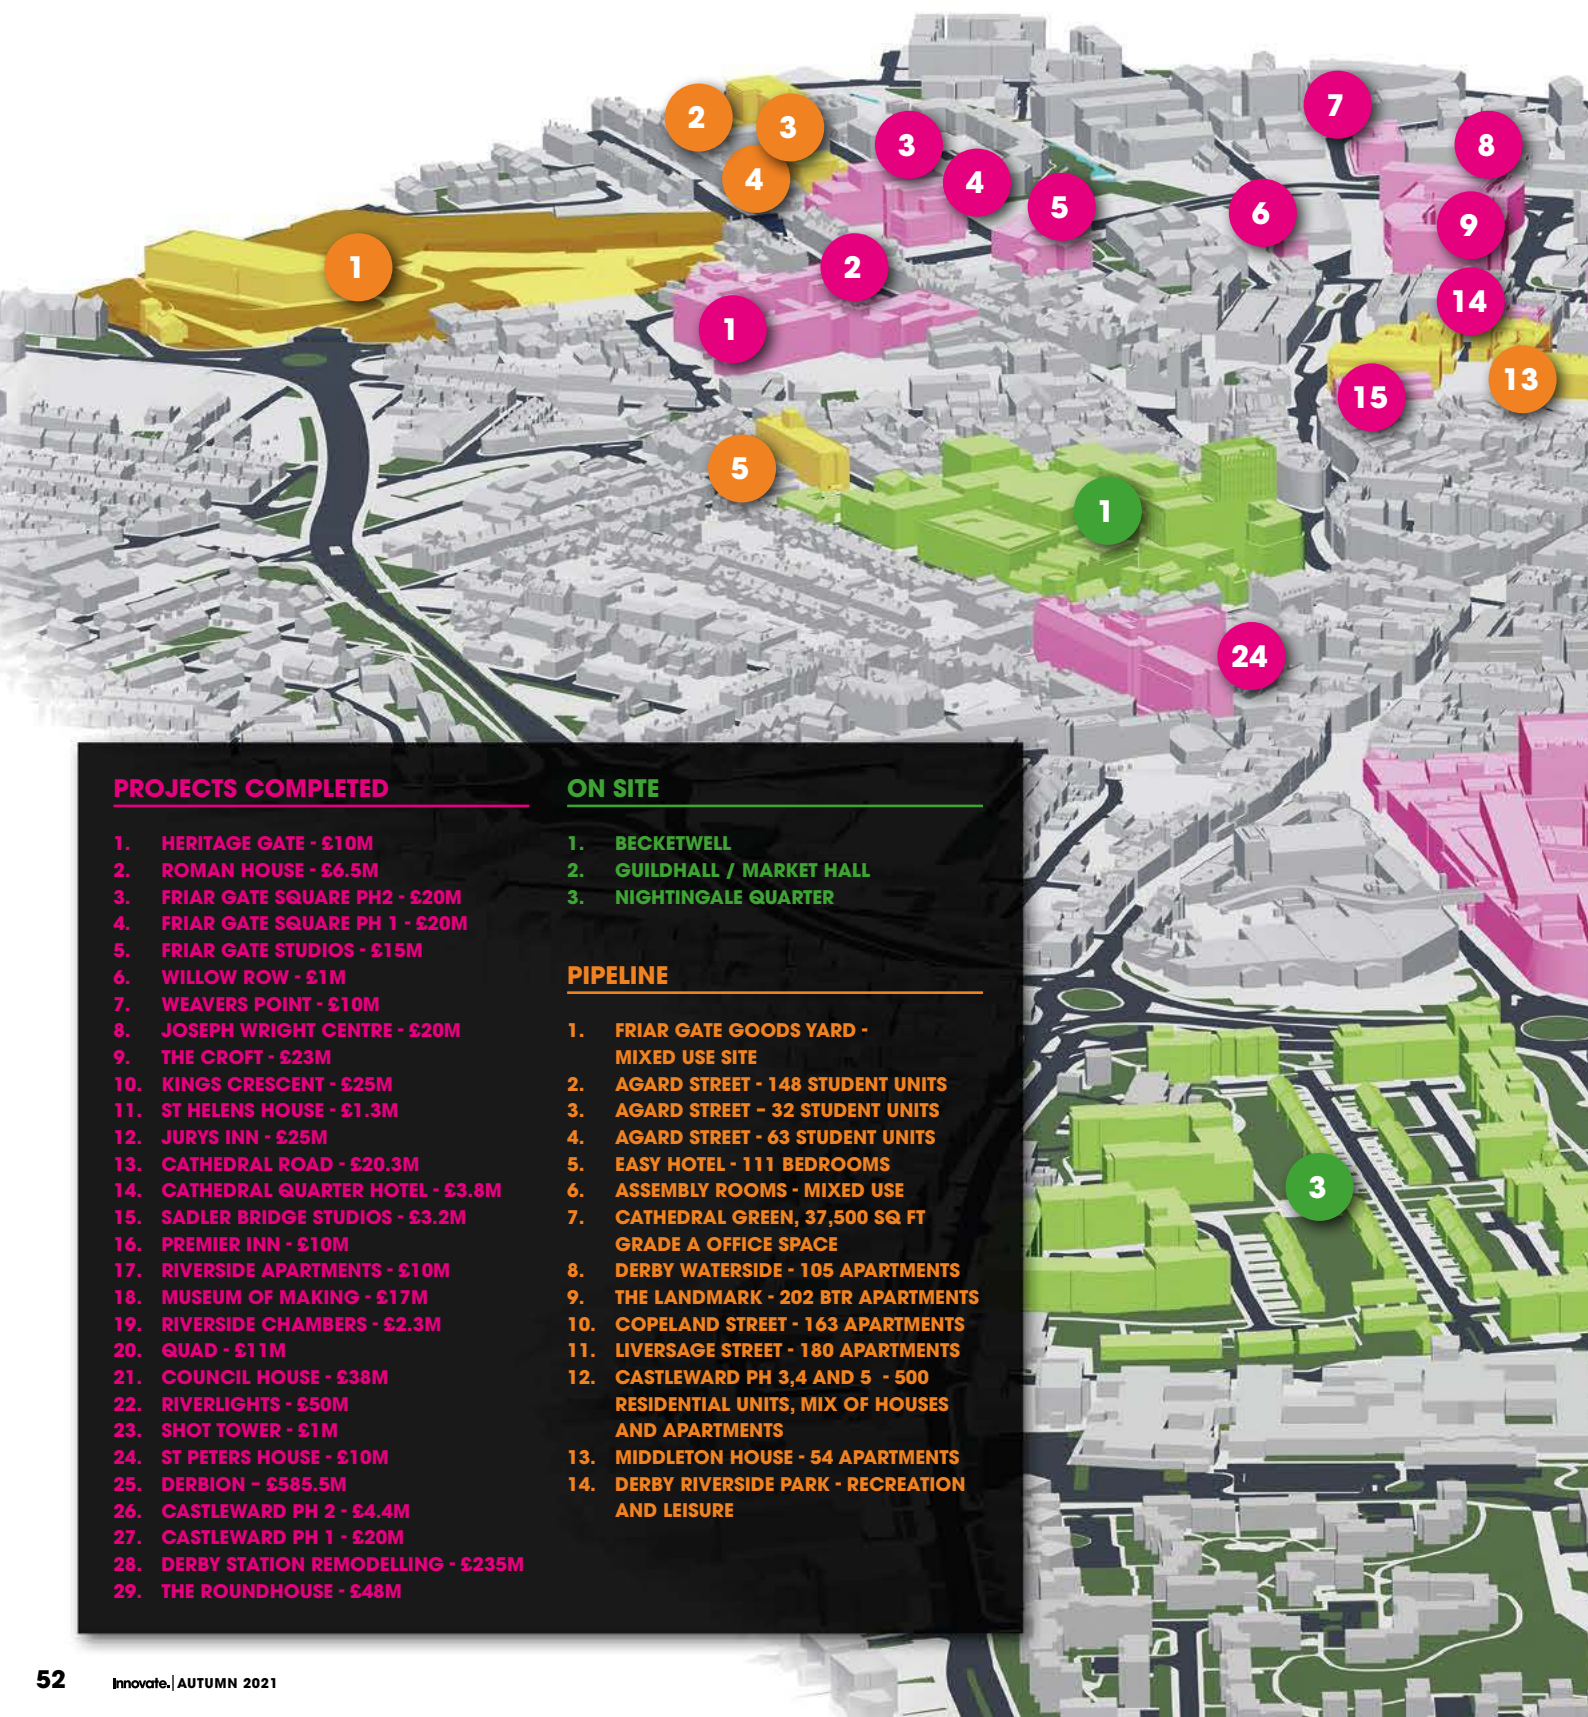 2
3
4
3
4
5
7
8
6
9
1
2
1
14
15
13
5
1
24
3
PROJECTS COMPLETED
1. HERITAGE GATE - £10M
2. ROMAN HOUSE - £6.5M
3. FRIAR GATE SQUARE PH2 - £20M
4. FRIAR GATE SQUARE PH 1 - £20M
5. FRIAR GATE STUDIOS - £15M
6. WILLOW ROW - £1M
7. WEAVERS POINT - £10M
8. JOSEPH WRIGHT CENTRE - £20M
9. THE CROFT - £23M
10. KINGS CRESCENT - £25M
11. ST HELENS HOUSE - £1.3M
12. JURYS INN - £25M
13. CATHEDRAL ROAD - £20.3M
14. CATHEDRAL QUARTER HOTEL - £3.8M
15. SADLER BRIDGE STUDIOS - £3.2M
16. PREMIER INN - £10M
17. RIVERSIDE APARTMENTS - £10M
18. MUSEUM OF MAKING - £17M
19. RIVERSIDE CHAMBERS - £2.3M
20. QUAD - £11M
21. COUNCIL HOUSE - £38M
22. RIVERLIGHTS - £50M
23. SHOT TOWER - £1M
24. ST PETERS HOUSE - £10M
25. DERBION – £585.5M
26. CASTLEWARD PH 2 - £4.4M
27. CASTLEWARD PH 1 - £20M
28. DERBY STATION REMODELLING - £235M
29. THE ROUNDHOUSE - £48M
ON SITE
1. BECKETWELL
2. GUILDHALL / MARKET HALL
3. NIGHTINGALE QUARTER
PIPELINE
1. FRIAR GATE GOODS YARD -
MIXED USE SITE
2. AGARD STREET - 148 STUDENT UNITS
3. AGARD STREET – 32 STUDENT UNITS
4. AGARD STREET - 63 STUDENT UNITS
5. EASY HOTEL - 111 BEDROOMS
6. ASSEMBLY ROOMS - MIXED USE
7. CATHEDRAL GREEN, 37,500 SQ FT
GRADE A OFFICE SPACE
8. DERBY WATERSIDE - 105 APARTMENTS
9. THE LANDMARK - 202 BTR APARTMENTS
10. COPELAND STREET - 163 APARTMENTS
11. LIVERSAGE STREET - 180 APARTMENTS
12. CASTLEWARD PH 3,4 AND 5 - 500
RESIDENTIAL UNITS, MIX OF HOUSES
AND APARTMENTS
13. MIDDLETON HOUSE - 54 APARTMENTS
14. DERBY RIVERSIDE PARK - RECREATION
AND LEISURE
52 Innovate. | AUTUMN 2021